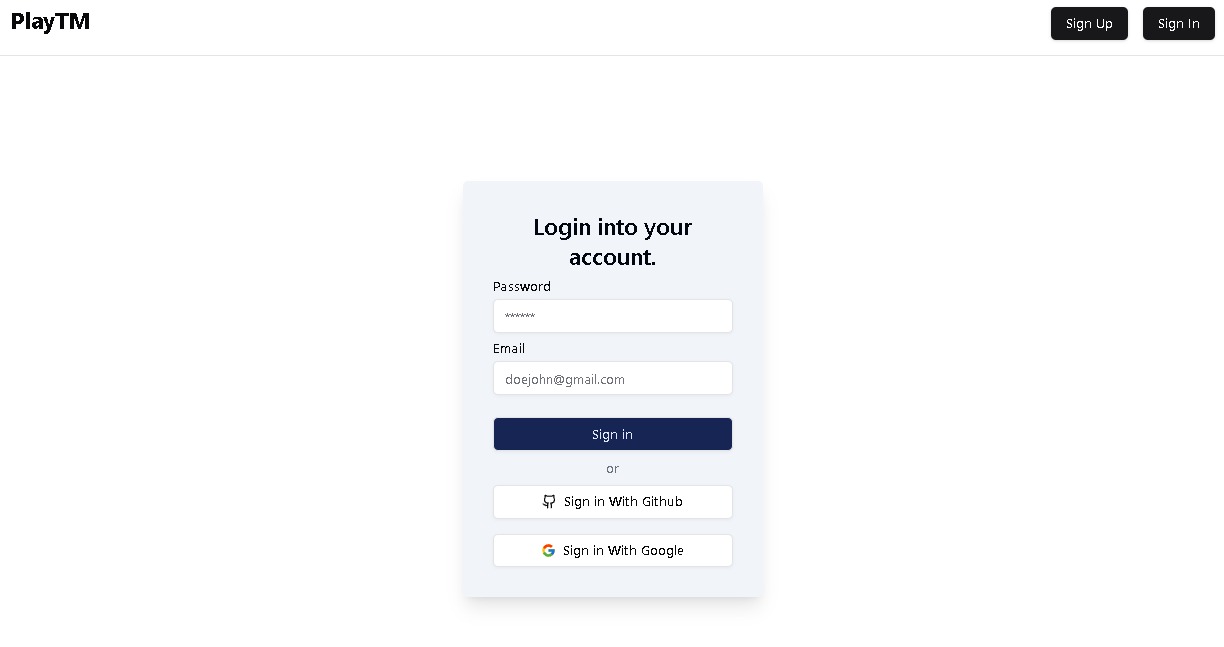 PlayTM
Sign Up
Sign In
Login into your
account.
Password
******
Email
doejohn@gmail.com
Sign in
or
Sign in With Github
Sign in With Google